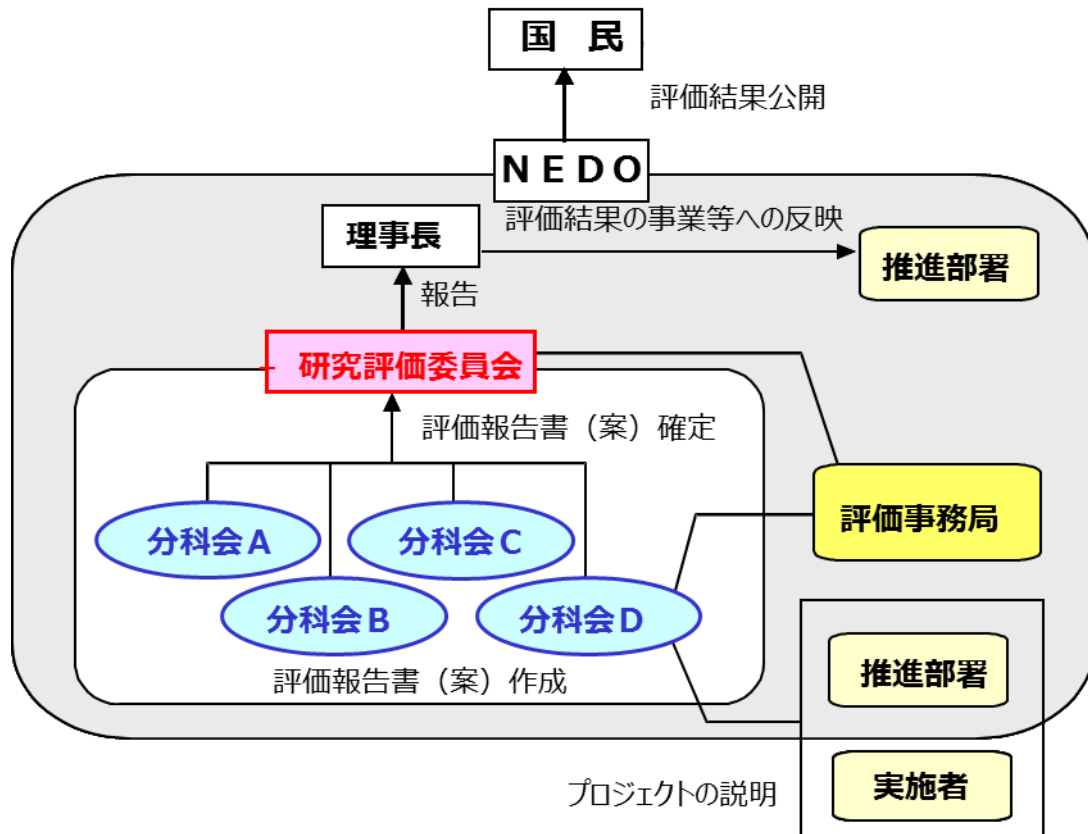 国 民
評価結果公開
NEDO
評価結果の事業等への反映
理事長
推進部署
報告
研究評価委員会
評価報告書（案）確定
分科会A
分科会C
評価事務局
分科会B
分科会D
推進部署
評価報告書（案）作成
プロジェクトの説明
実施者